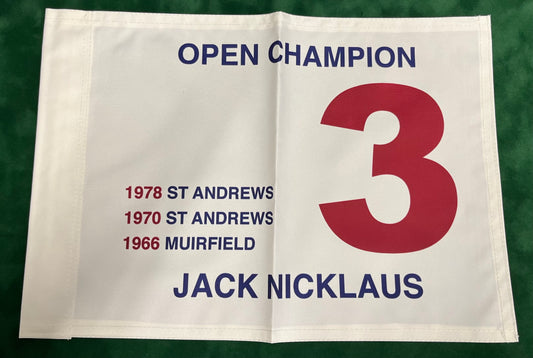 OPEN CHAMPION
3
1978 ST ANDREWS
1970 ST ANDREWS
1966 MUIRFIELD
JACK NICKLAUS